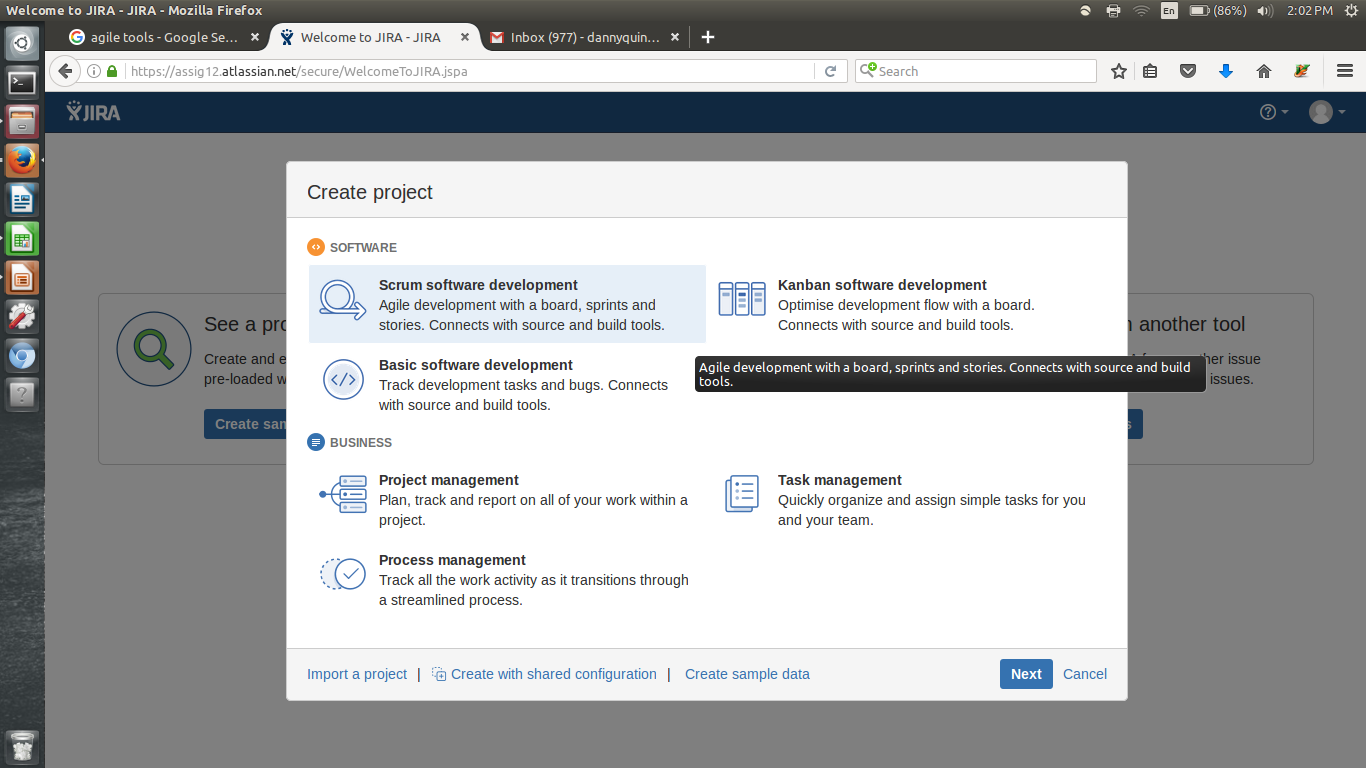 Welcome to JIRA - JIRA - Mozilla Firefox
En
(86%)
2:02 PM
agile tools - Google Se...
Welcome to JIRA - JIRA
Inbox (977) - dannyquin...
https://assig12.atlassian.net/secure/WelcomeToJIRA.jspa
Search
JIRA
Create project
SOFTWARE
Scrum software development
Agile development with a board, sprints and
stories. Connects with source and build tools.
Kanban software development
Optimise development flow with a board.
Connects with source and build tools.
Basic software development
Track development tasks and bugs. Connects
with source and build tools.
Agile development with a board, sprints and stories. Connects with source and build
tools.
BUSINESS
Project management
Plan, track and report on all of your work within a
project.
Task management
Quickly organize and assign simple tasks for you
and your team.
Process management
Track all the work activity as it transitions through
a streamlined process.
Import a project | Create with shared configuration | Create sample data
Next
Cancel
See a
Create and
pre-loaded
Create
another tool
issue
issues.